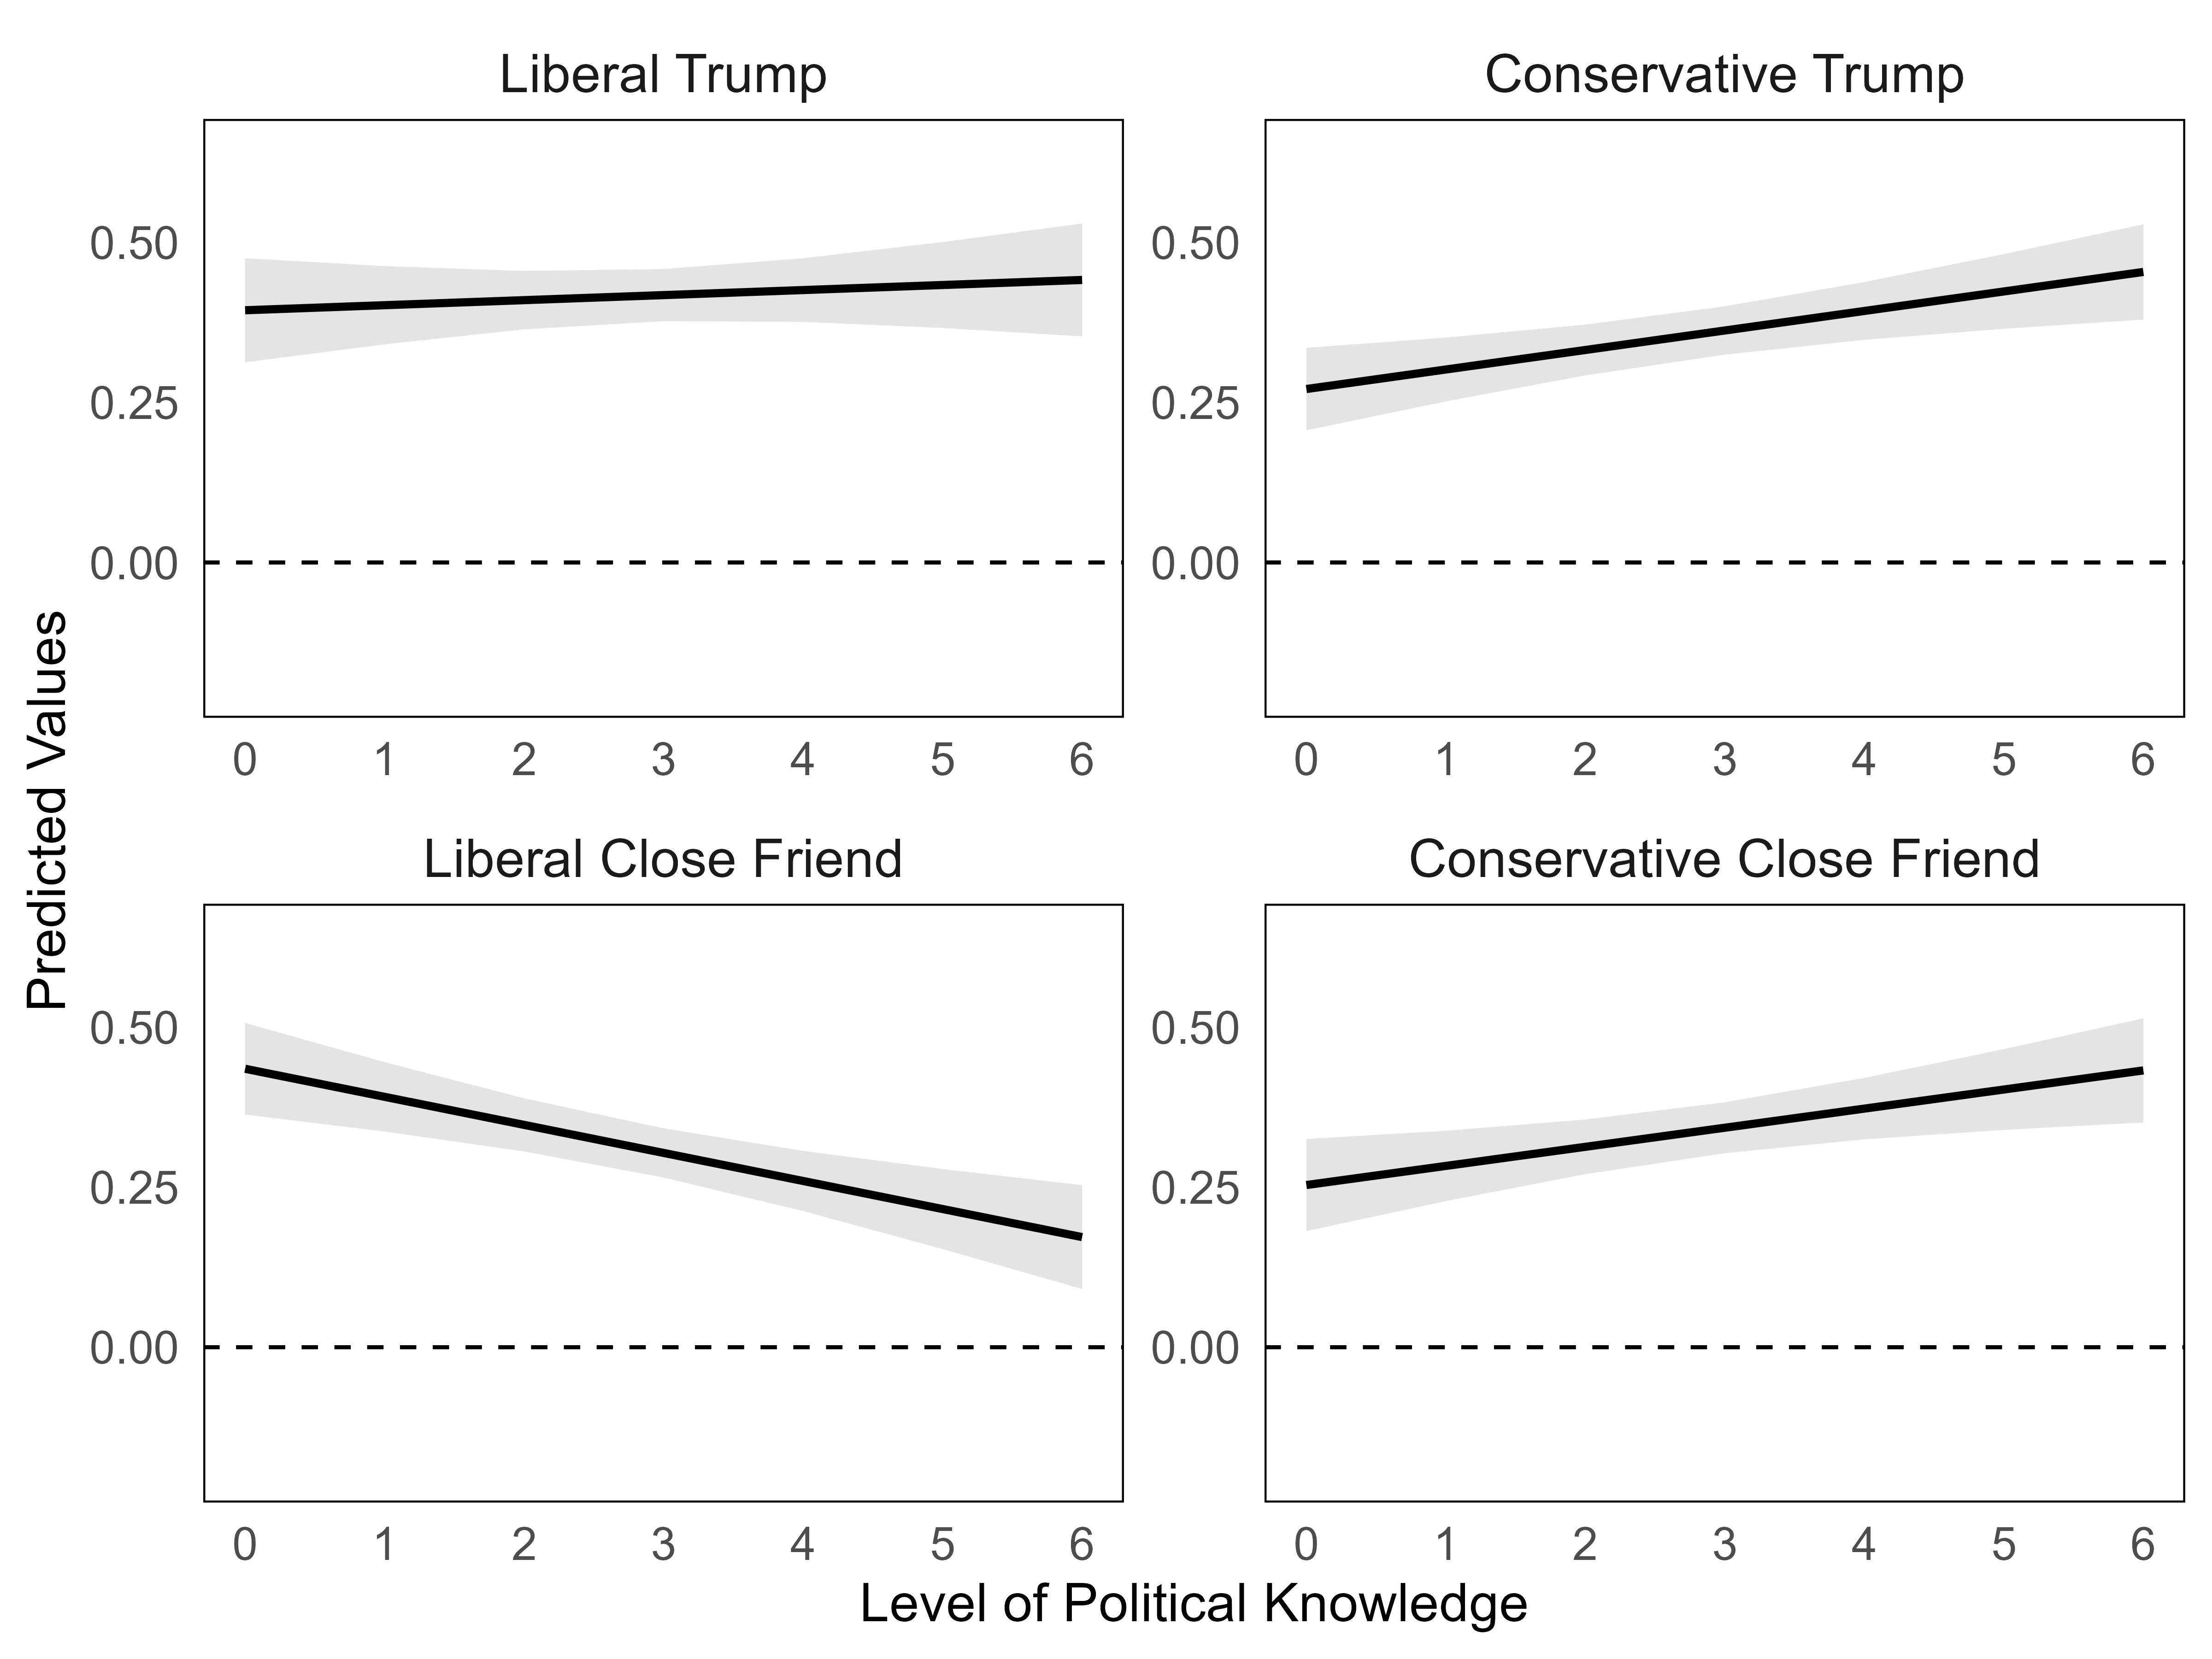 Liberal Trump
Conservative Trump
0.50
0.25
0.00
0.50
0.25
0.00
0 1 2 3 4 5 6
0 1 2 3 4 5 6
Predicted Values
Liberal Close Friend
Conservative Close Friend
0.50
0.25
0.00
0.50
0.25
0.00
0 1 2 3 4 5 6
0 1 2 3 4 5 6
Level of Political Knowledge